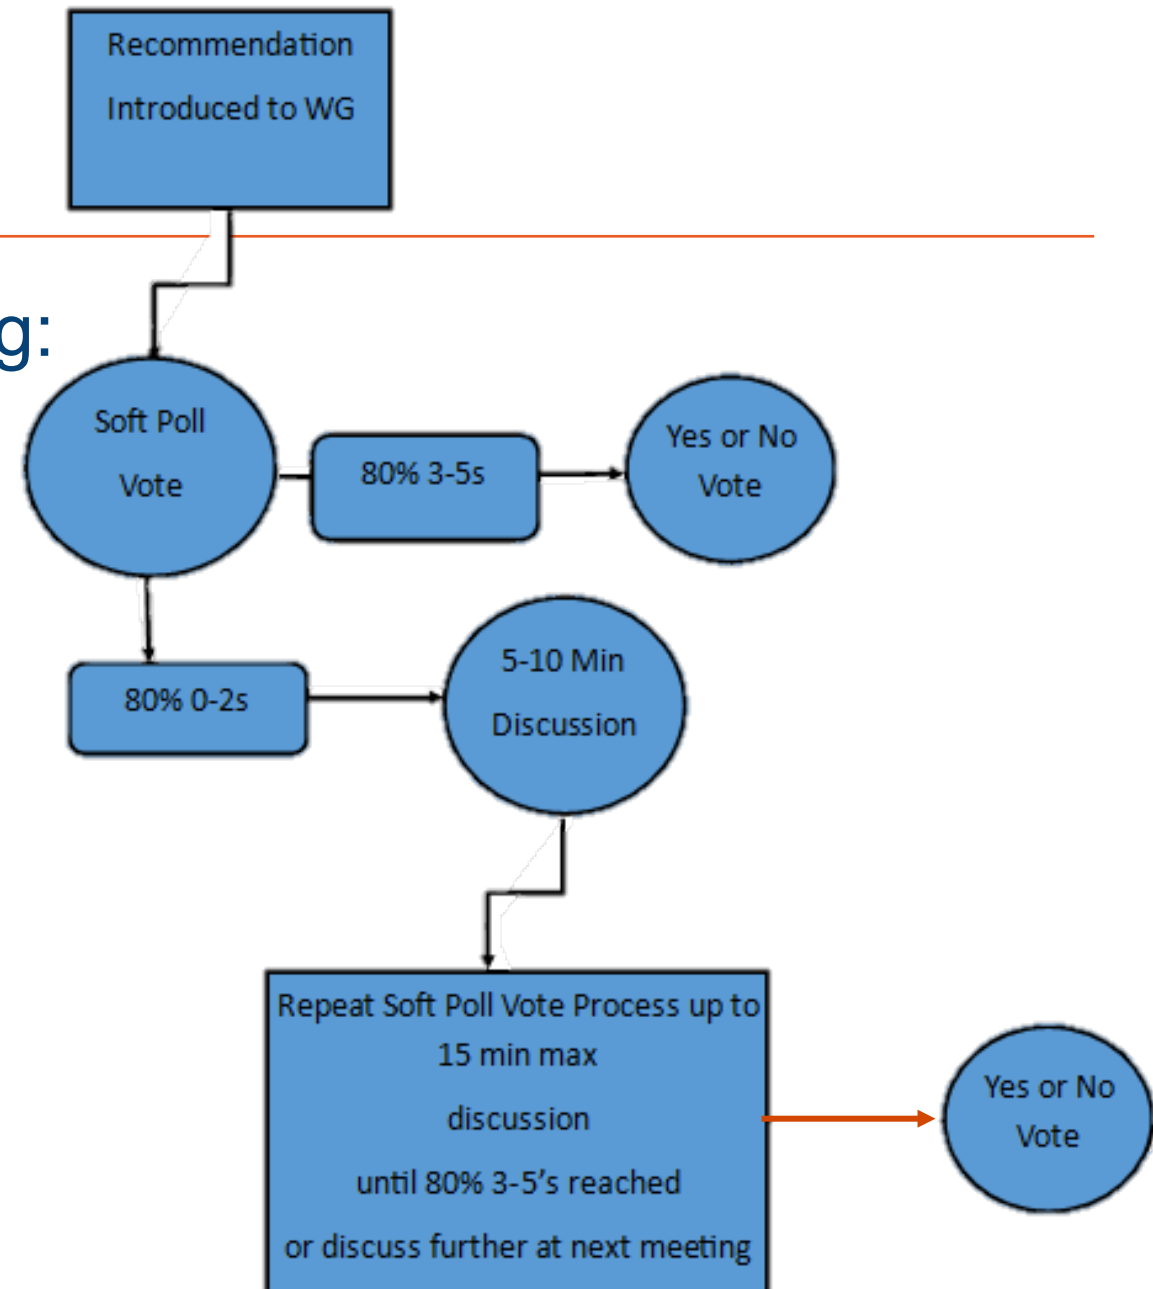 Recommendation
Introduced to WG
g:
Soft Poll
Vote
80% 3-5s
Yes or No
Vote
80% 0-2s
5-10 Min
Discussion
Repeat Soft Poll Vote Process up to
15 min max
discussion
until 80% 3-5’s reached
or discuss further at next meeting
Yes or No
Vote